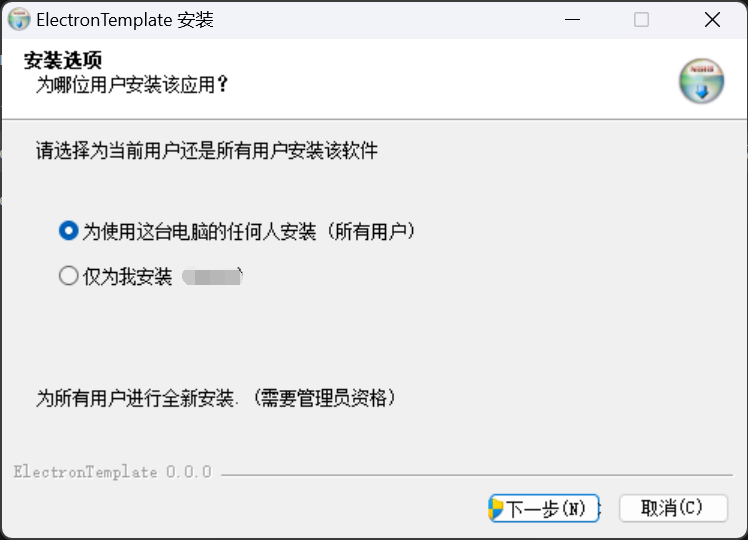 ElectronTemplate 安装
安装选项
为哪位用户安装该应用？
请选择为当前用户还是所有用户安装该软件
为使用这台电脑的任何人安装（所有用户）
仅为我安装
为所有用户进行全新安装. （需要管理员资格）
ElectronTemplate 0.0.0
下一步(N)
取消(C)